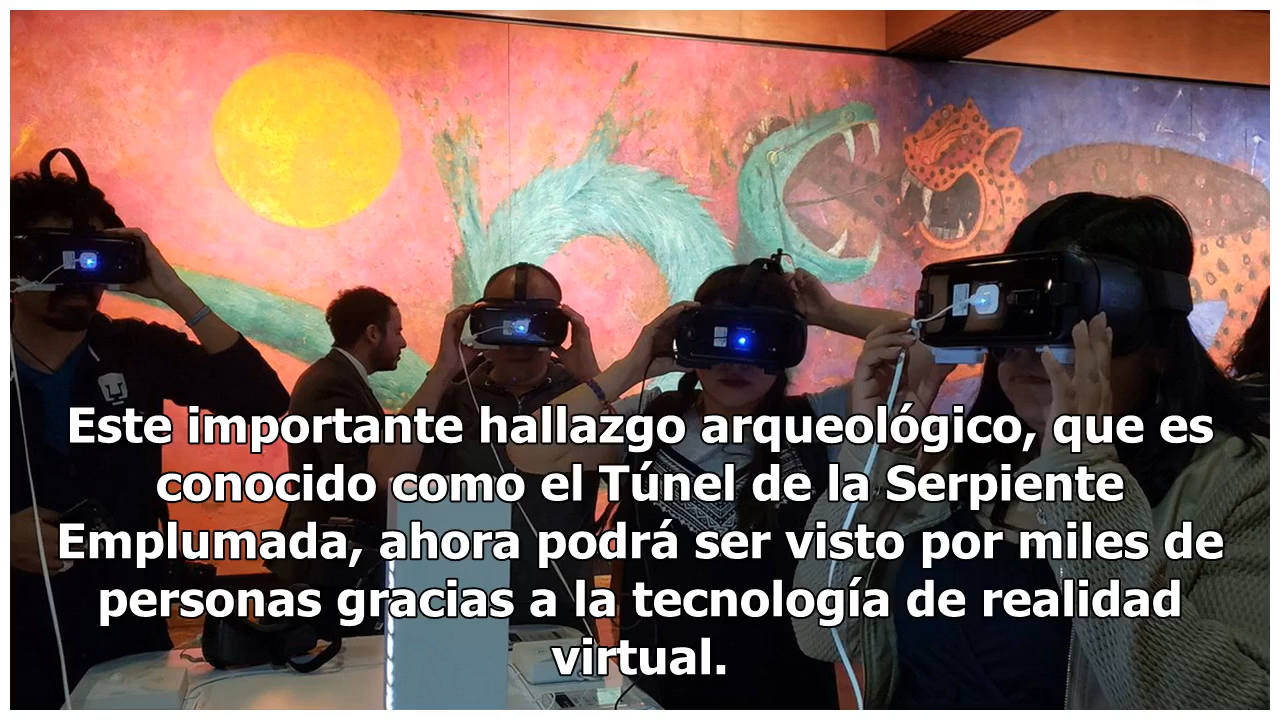 Este importante hallazgo arqueológico, que es
conocido como el Túnel de la Serpiente
Emplumada, ahora podrá ser visto por miles de
personas gracias a la tecnología de realidad
virtual.